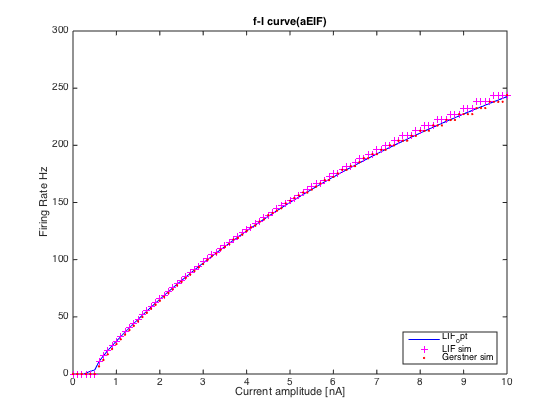 f-I curve(aEIF)
300
250
200
150
100
50
0
Firing Rate Hz
0 1 2 3 4 5 6 7 8 9 10
Current amplitude [nA]
LIFopt
LIF sim
Gerstner sim